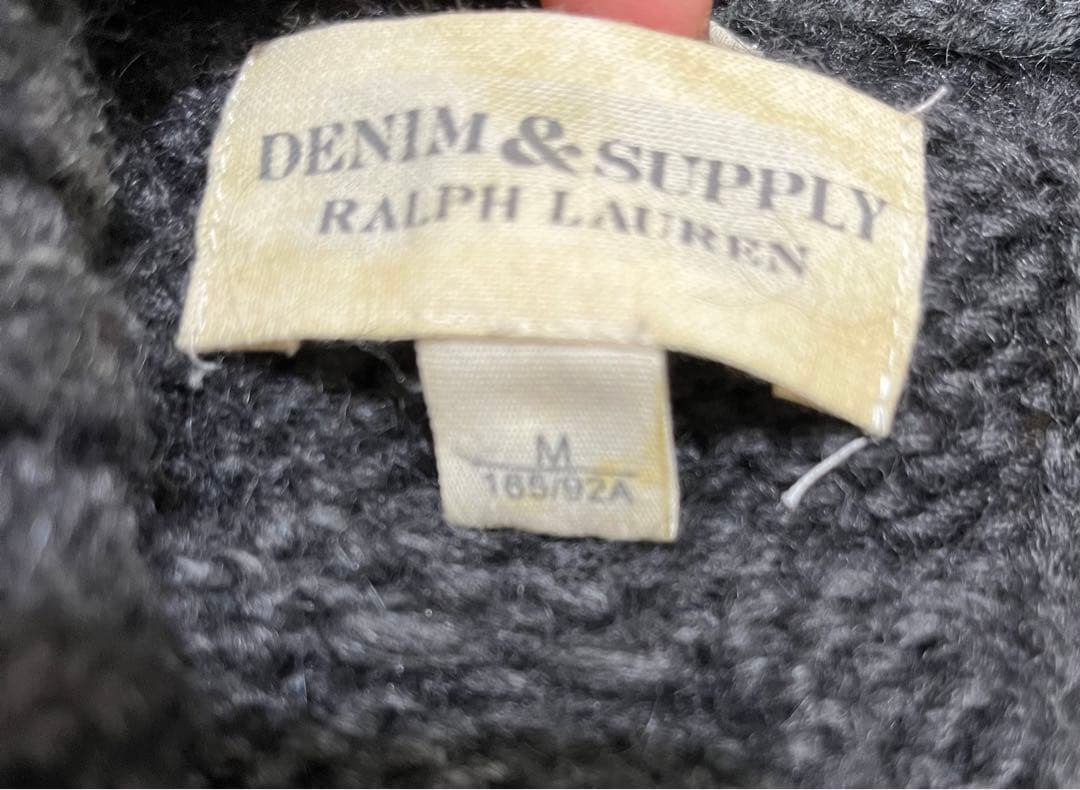 DENIM & SUPPLY
RALPH LAUREN
M
165/92A